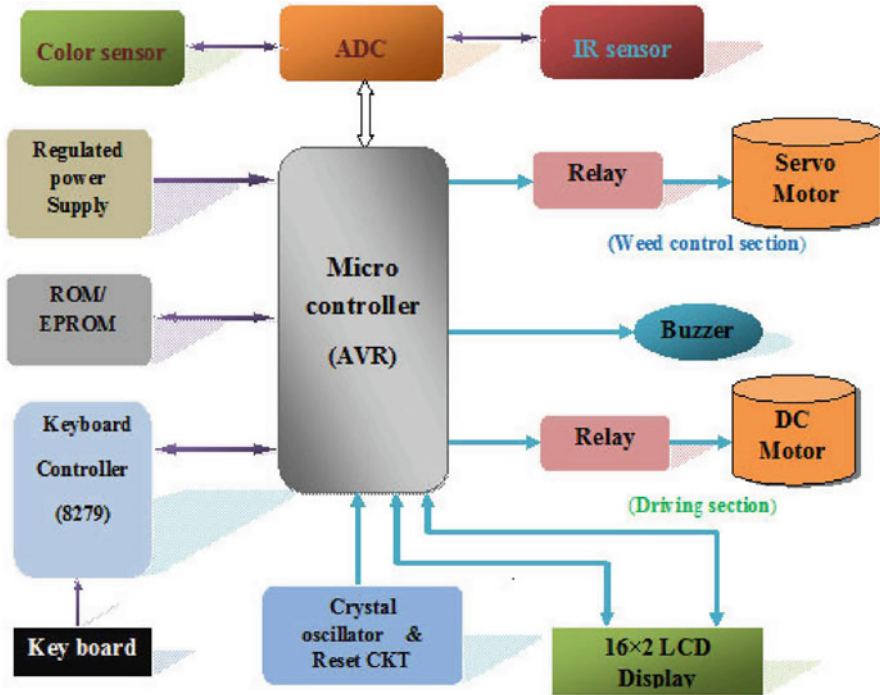 Color sensor
ADC
IR sensor
Regulated
power
Supply
Relay
Servo
Motor
(Weed control section)
ROM/
EPROM
Micro
controller
(AVR)
Buzzer
Keyboard
Controller
(8279)
Relay
DC
Motor
(Driving section)
Key board
Crystal
oscillator &
Reset CKT
16×2 LCD
Display